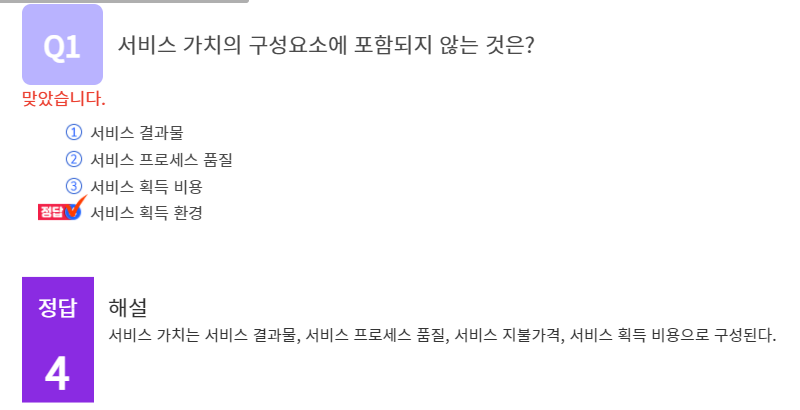 Q1
서비스 가치의 구성요소에 포함되지 않는 것은?
맞았습니다.
① 서비스 결과물
② 서비스 프로세스 품질
③ 서비스 획득 비용
정답 서비스 획득 환경
정답
4
해설
서비스 가치는 서비스 결과물, 서비스 프로세스 품질, 서비스 지불가격, 서비스 획득 비용으로 구성된다.